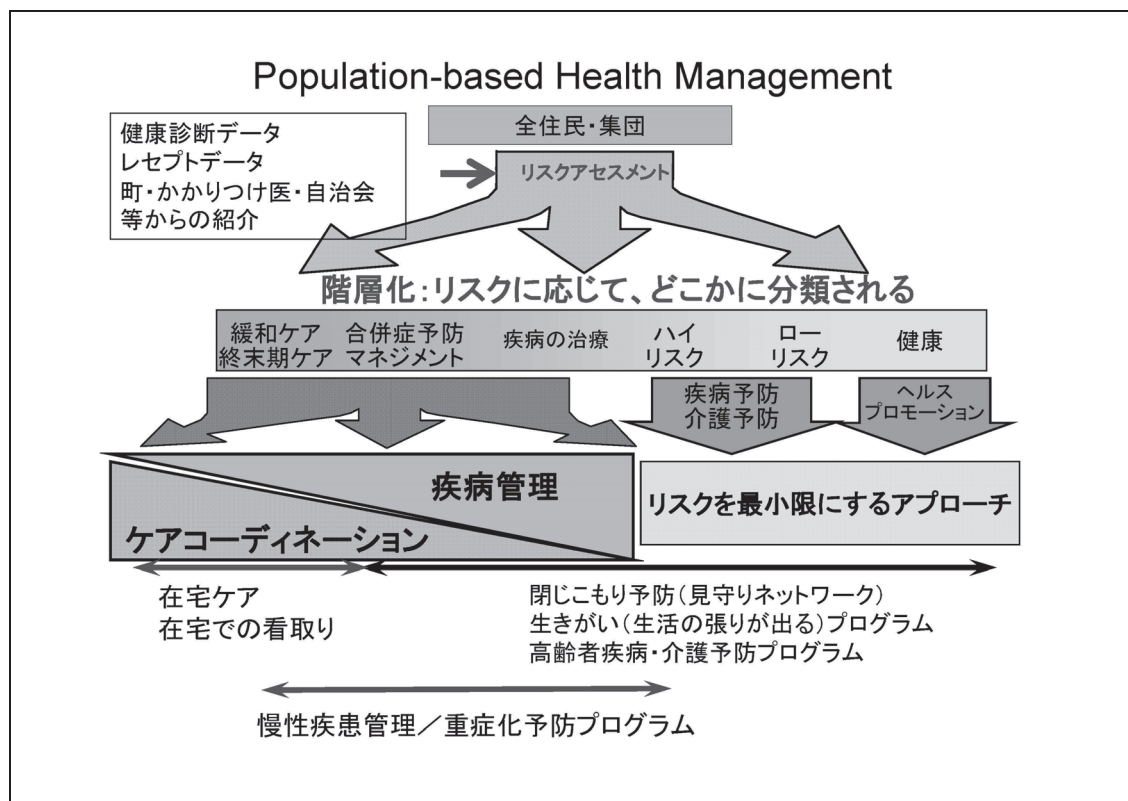 Population-based Health Management
健康診断データ
レセプトデータ
町・かかりつけ医・自治会
等からの紹介
全住民・集団
リスクアセスメント
階層化：リスクに応じて、どこかに分類される
緩和ケア
終末期ケア
合併症予防
マネジメント
疾病の治療
ハイ
リスク
ロー
リスク
健康
疾病予防
介護予防
ヘルス
プロモーション
疾病管理
ケアコーディネーション
リスクを最小限にするアプローチ
在宅ケア
在宅での看取り
閉じこもり予防（見守りネットワーク）
生きがい（生活の張りが出る）プログラム
高齢者疾病・介護予防プログラム
慢性疾患管理／重症化予防プログラム